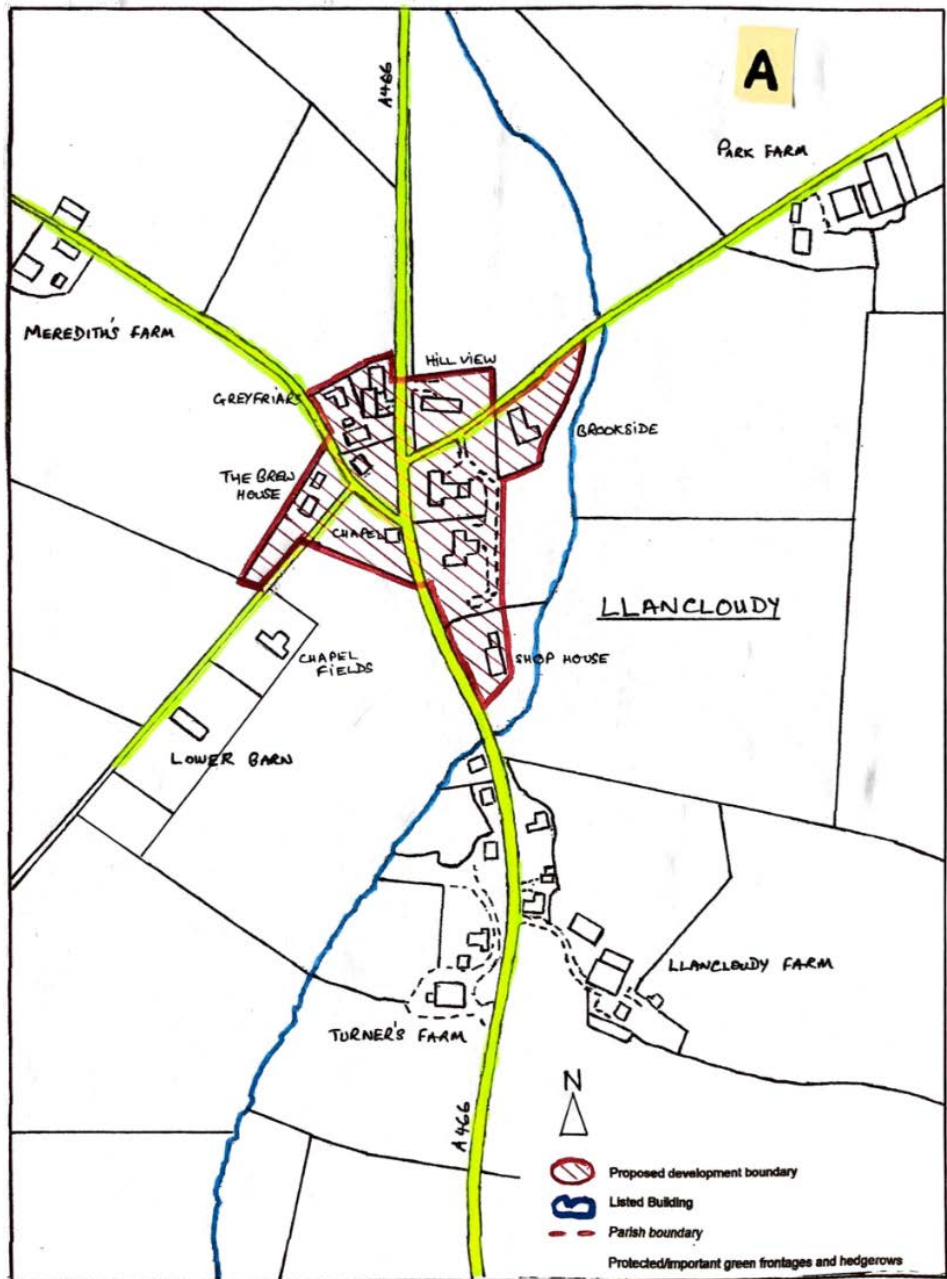 A
A466
PARK FARM
MEREDITH'S FARM
HILL VIEW
GREYFRIARS
BROOKSIDE
THE BREW
HOUSE
CHAPEL
LLANCLOUDY
CHAPEL
FIELDS
SHOP HOUSE
LOWER BARN
LLANCLOUDY FARM
TURNER'S FARM
A466
N
Proposed development boundary
Listed Building
Parish boundary
Protected/important green frontages and hedgerows